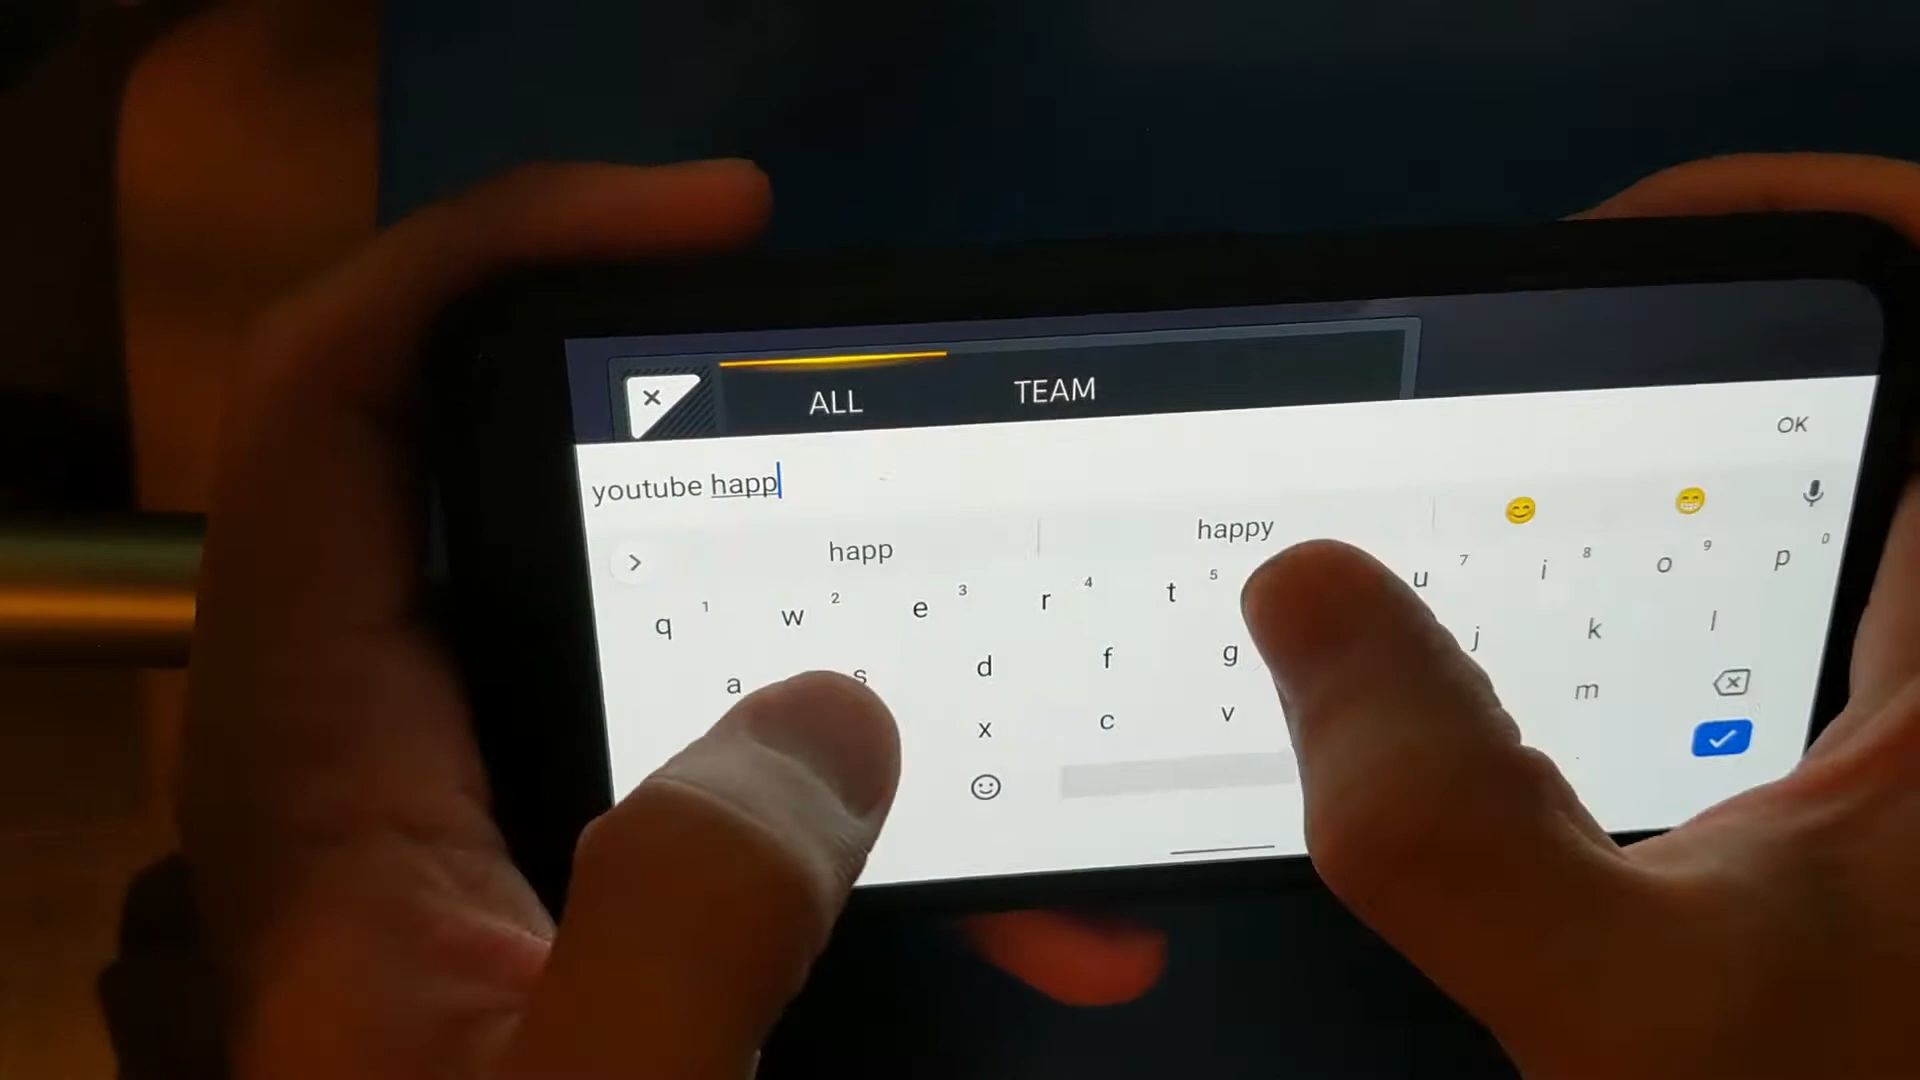 × ALL TEAM
OK
youtube happ
happ happy 😊 😁
q 1 w 2 e 3 r 4 t 5 u 7 i 8 o 9 p 0
a s d f g j k l
x c v m